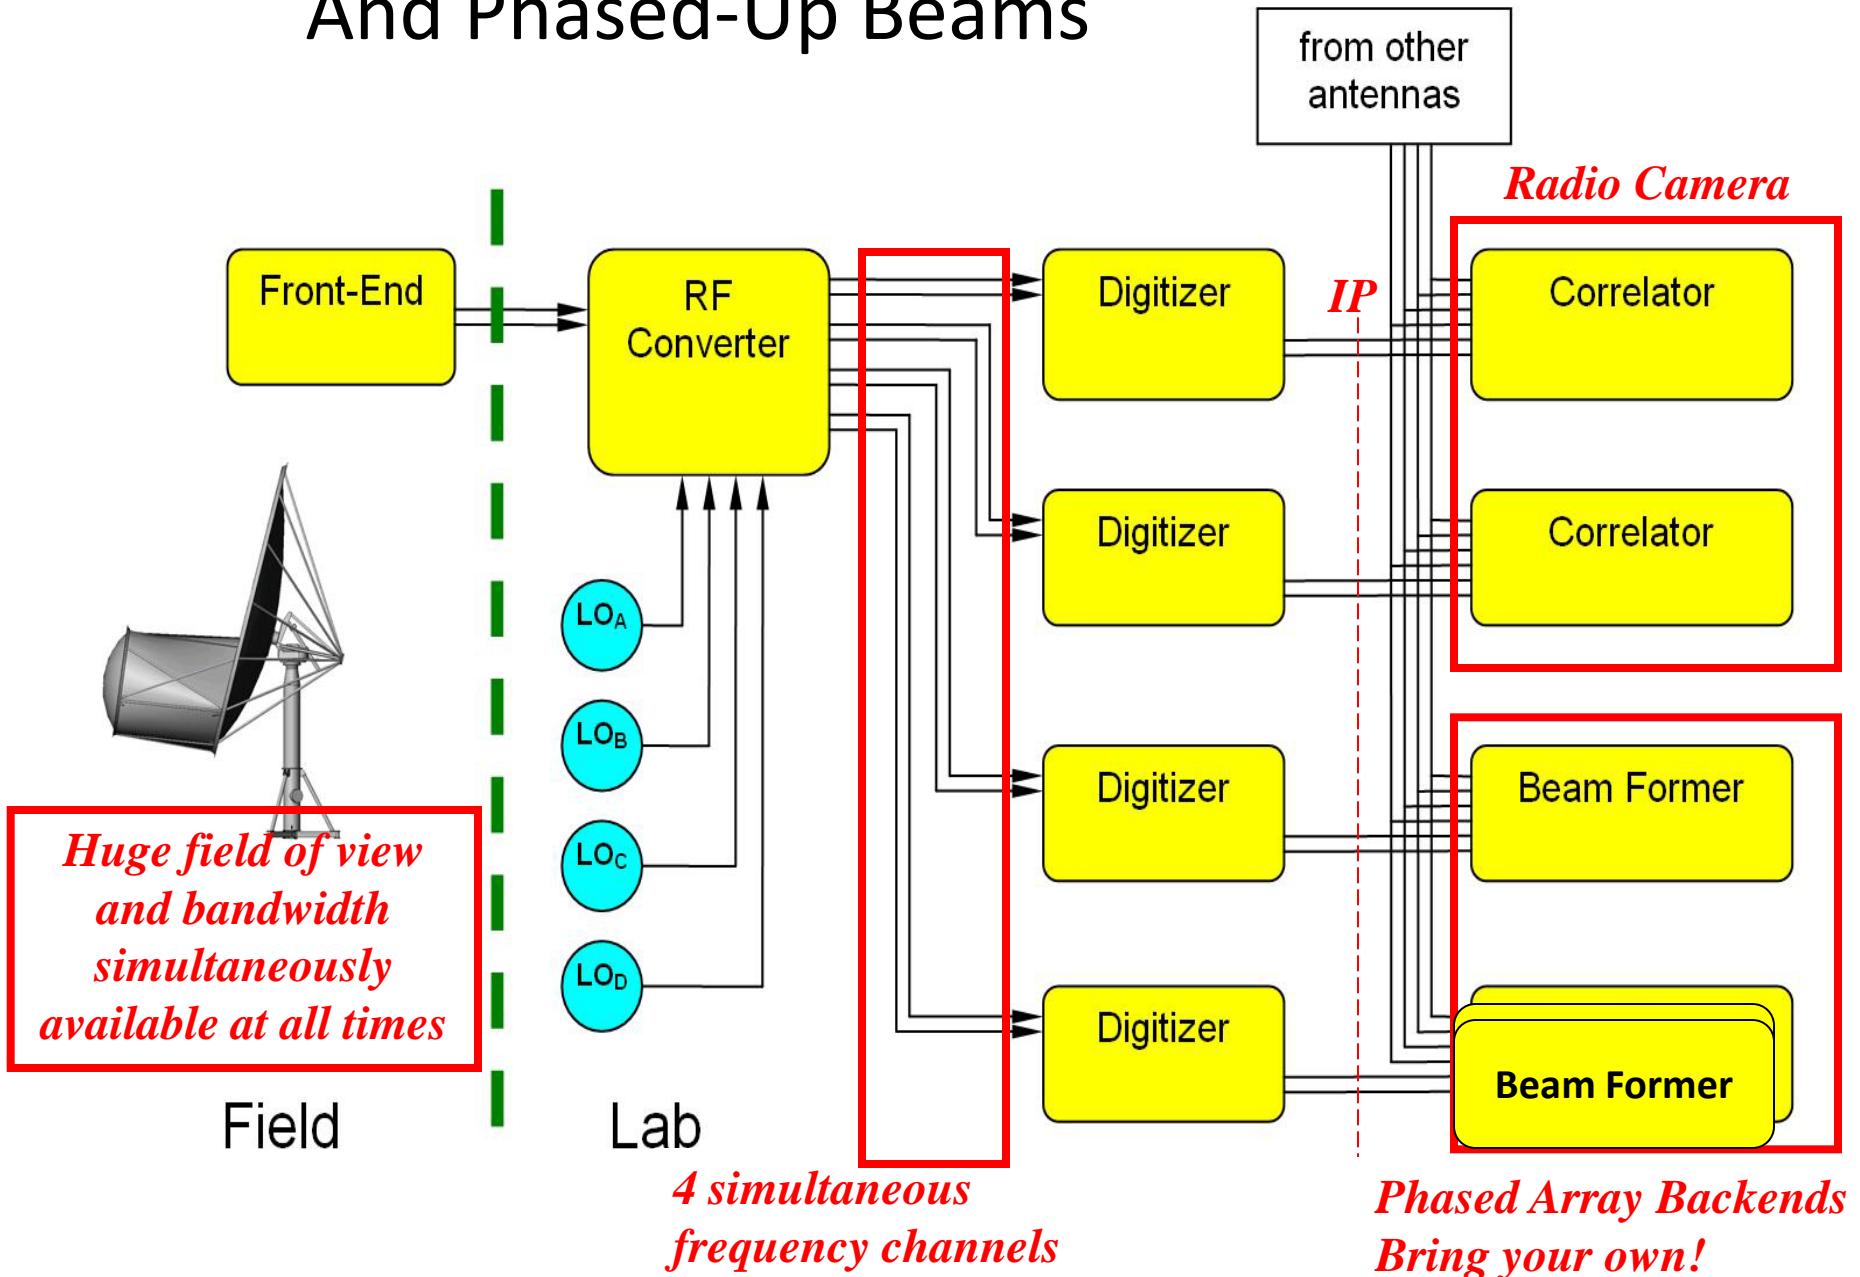 And Phased-Up Beams
from other
antennas
Radio Camera
Front-End
RF
Converter
Digitizer
IP
Correlator
Digitizer
Correlator
LOA
LOB
LOC
LOD
Digitizer
Beam Former
Digitizer
Beam Former
Huge field of view
and bandwidth
simultaneously
available at all times
Field
Lab
4 simultaneous
frequency channels
Phased Array Backends
Bring your own!